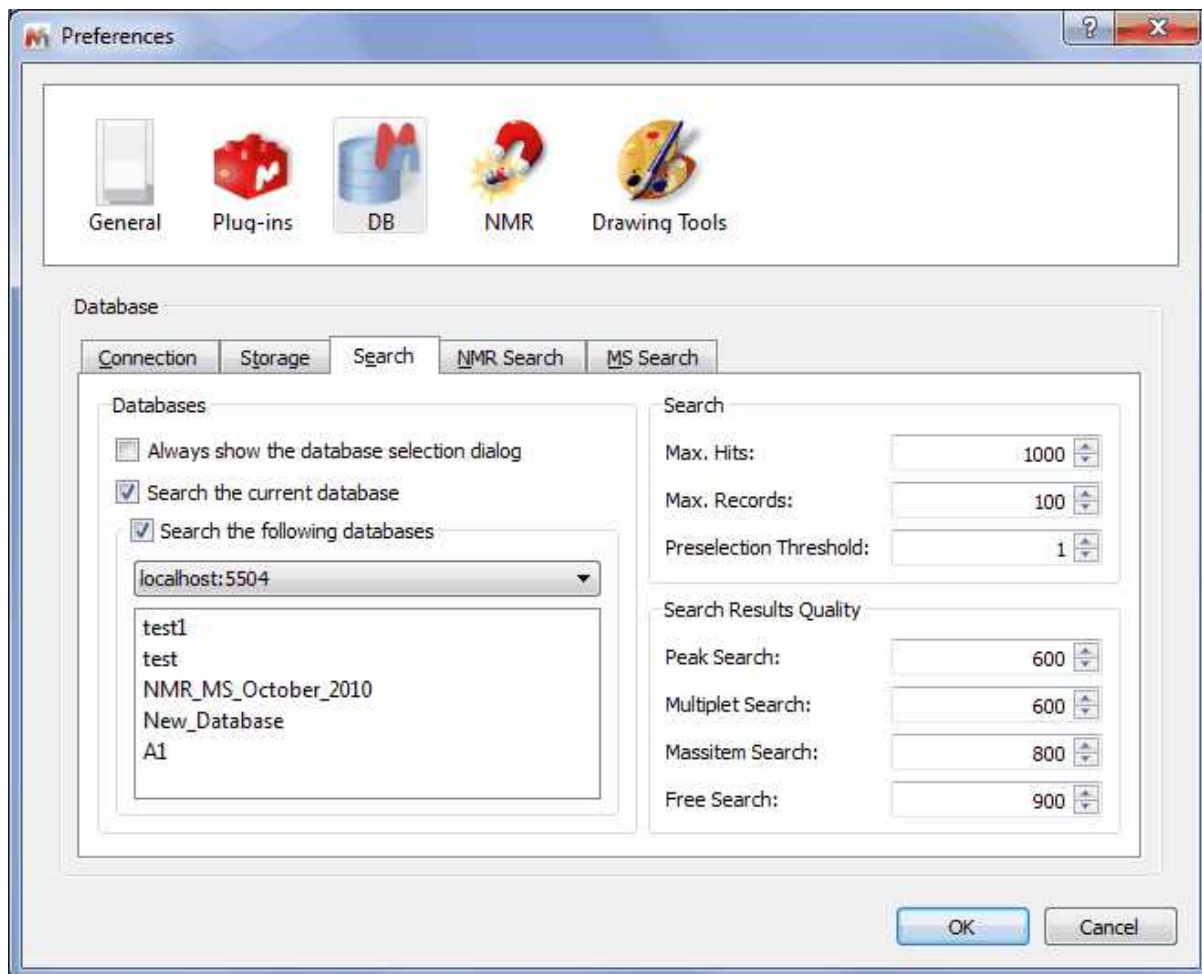 Preferences
General Plug-ins DB NMR Drawing Tools
Database
Connection Storage Search NMR Search MS Search
Databases
Always show the database selection dialog
Search the current database
Search the following databases
localhost:5504
test1
test
NMR_MS_October_2010
New_Database
A1
Search
Max. Hits: 1000
Max. Records: 100
Preselection Threshold: 1
Search Results Quality
Peak Search: 600
Multiplet Search: 600
Massitem Search: 800
Free Search: 900
OK Cancel